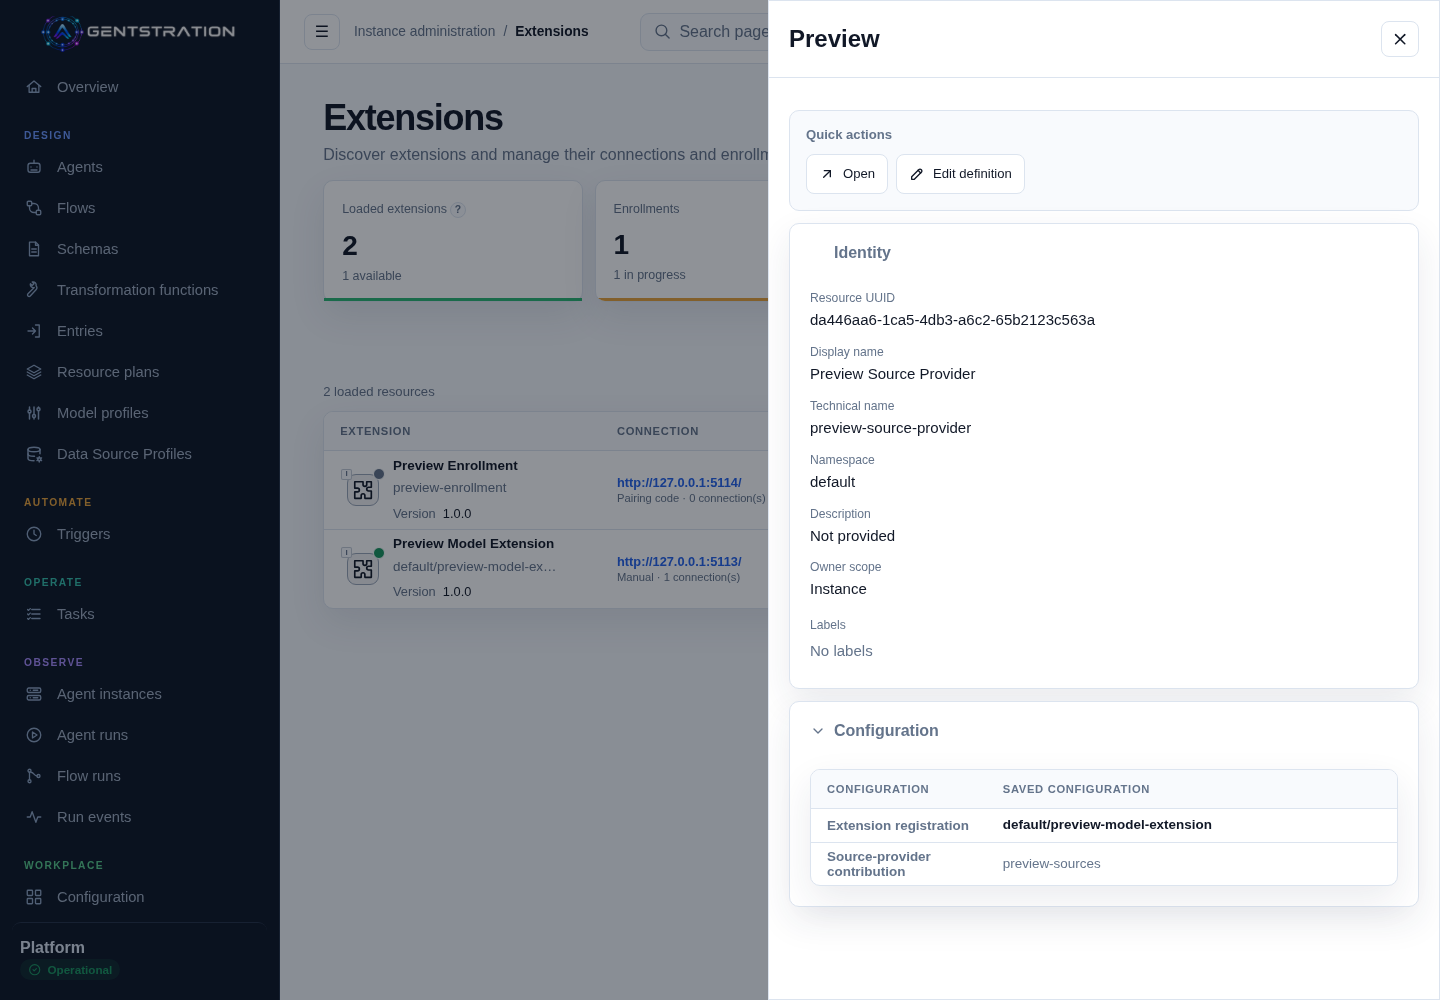 GENTSTRATION
Overview
DESIGN
Agents
Flows
Schemas
Transformation functions
Entries
Resource plans
Model profiles
Data Source Profiles
AUTOMATE
Triggers
OPERATE
Tasks
OBSERVE
Agent instances
Agent runs
Flow runs
Run events
WORKPLACE
Configuration
Platform
Operational
☰
Instance administration / Extensions
Search page
Extensions
Discover extensions and manage their connections and enrollm
Loaded extensions ?
2
1 available
Enrollments
1
1 in progress
2 loaded resources
EXTENSION CONNECTION
I
Preview Enrollment
preview-enrollment
Version 1.0.0
http://127.0.0.1:5114/
Pairing code · 0 connection(s)
I
Preview Model Extension
default/preview-model-ex…
Version 1.0.0
http://127.0.0.1:5113/
Manual · 1 connection(s)
Preview
Quick actions
Open
Edit definition
Identity
Resource UUID
da446aa6-1ca5-4db3-a6c2-65b2123c563a
Display name
Preview Source Provider
Technical name
preview-source-provider
Namespace
default
Description
Not provided
Owner scope
Instance
Labels
No labels
Configuration
CONFIGURATION SAVED CONFIGURATION
Extension registration default/preview-model-extension
Source-provider
contribution
preview-sources